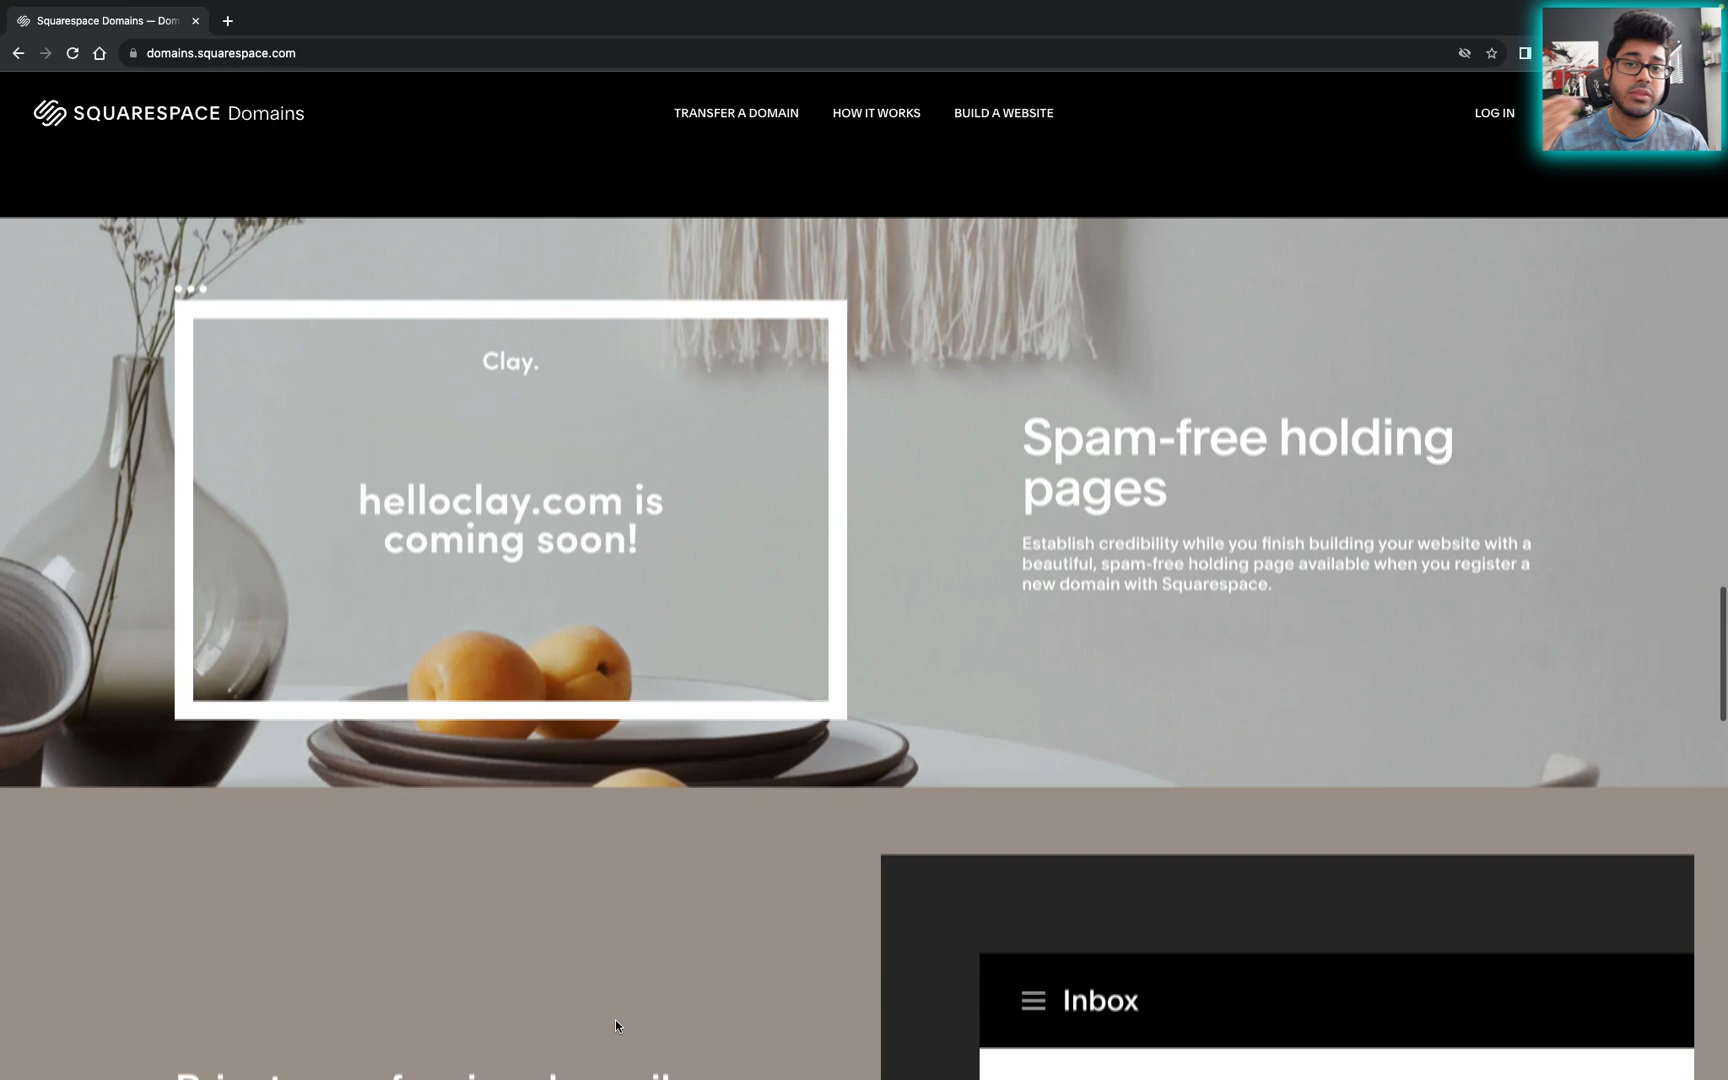 Squarespace Domains — Dom
domains.squarespace.com
SQUARESPACE Domains
TRANSFER A DOMAIN
HOW IT WORKS
BUILD A WEBSITE
LOG IN
Clay.
helloclay.com is
coming soon!
Spam-free holding
pages
Establish credibility while you finish building your website with a
beautiful, spam-free holding page available when you register a
new domain with Squarespace.
Inbox